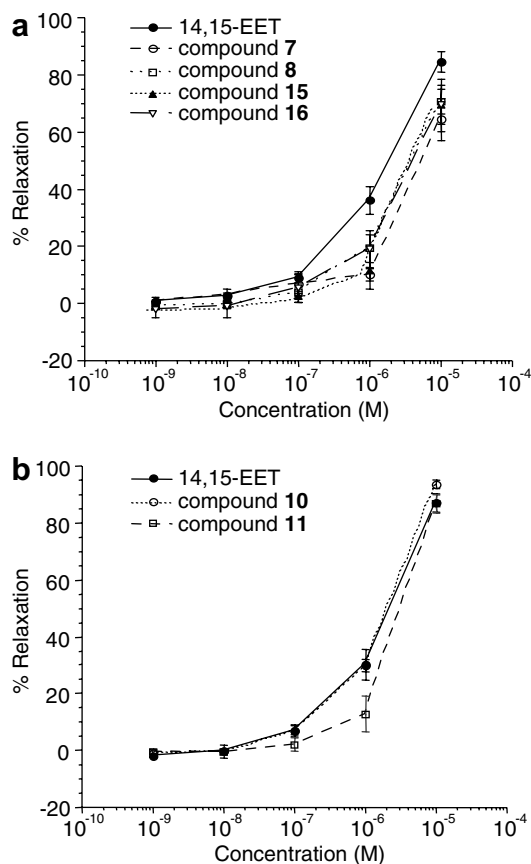 a
14,15-EET
compound 7
compound 8
compound 15
compound 16
% Relaxation
100
80
60
40
20
0
-20
10⁻¹⁰ 10⁻⁹ 10⁻⁸ 10⁻⁷ 10⁻⁶ 10⁻⁵ 10⁻⁴
Concentration (M)
b
14,15-EET
compound 10
compound 11
% Relaxation
100
80
60
40
20
0
-20
10⁻¹⁰ 10⁻⁹ 10⁻⁸ 10⁻⁷ 10⁻⁶ 10⁻⁵ 10⁻⁴
Concentration (M)